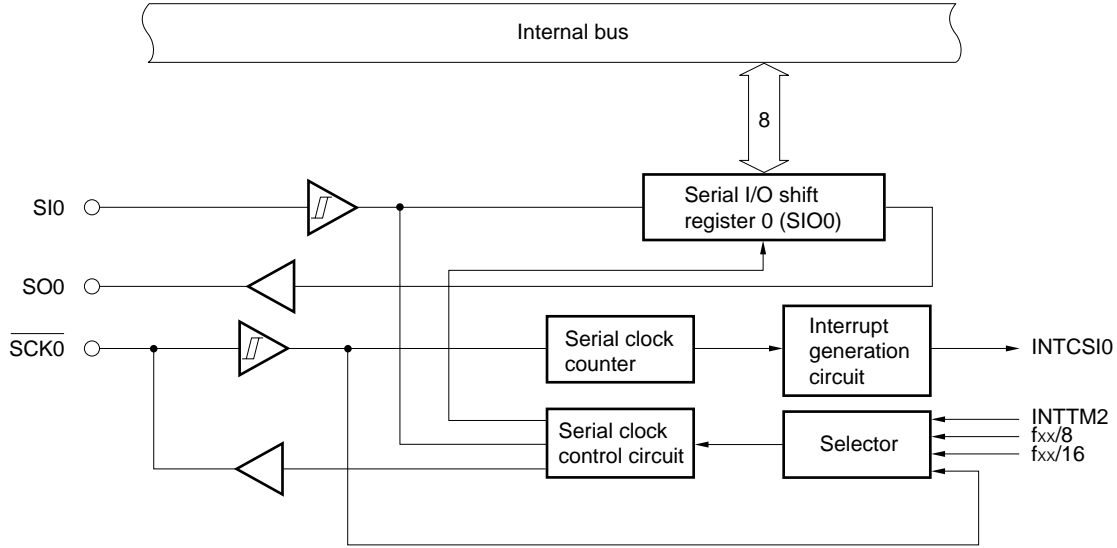 Internal bus
8
SI0
Serial I/O shift
register 0 (SIO0)
SO0
SCK0
Serial clock
counter
Interrupt
generation
circuit
INTCSI0
Serial clock
control circuit
Selector
INTTM2
fxx/8
fxx/16